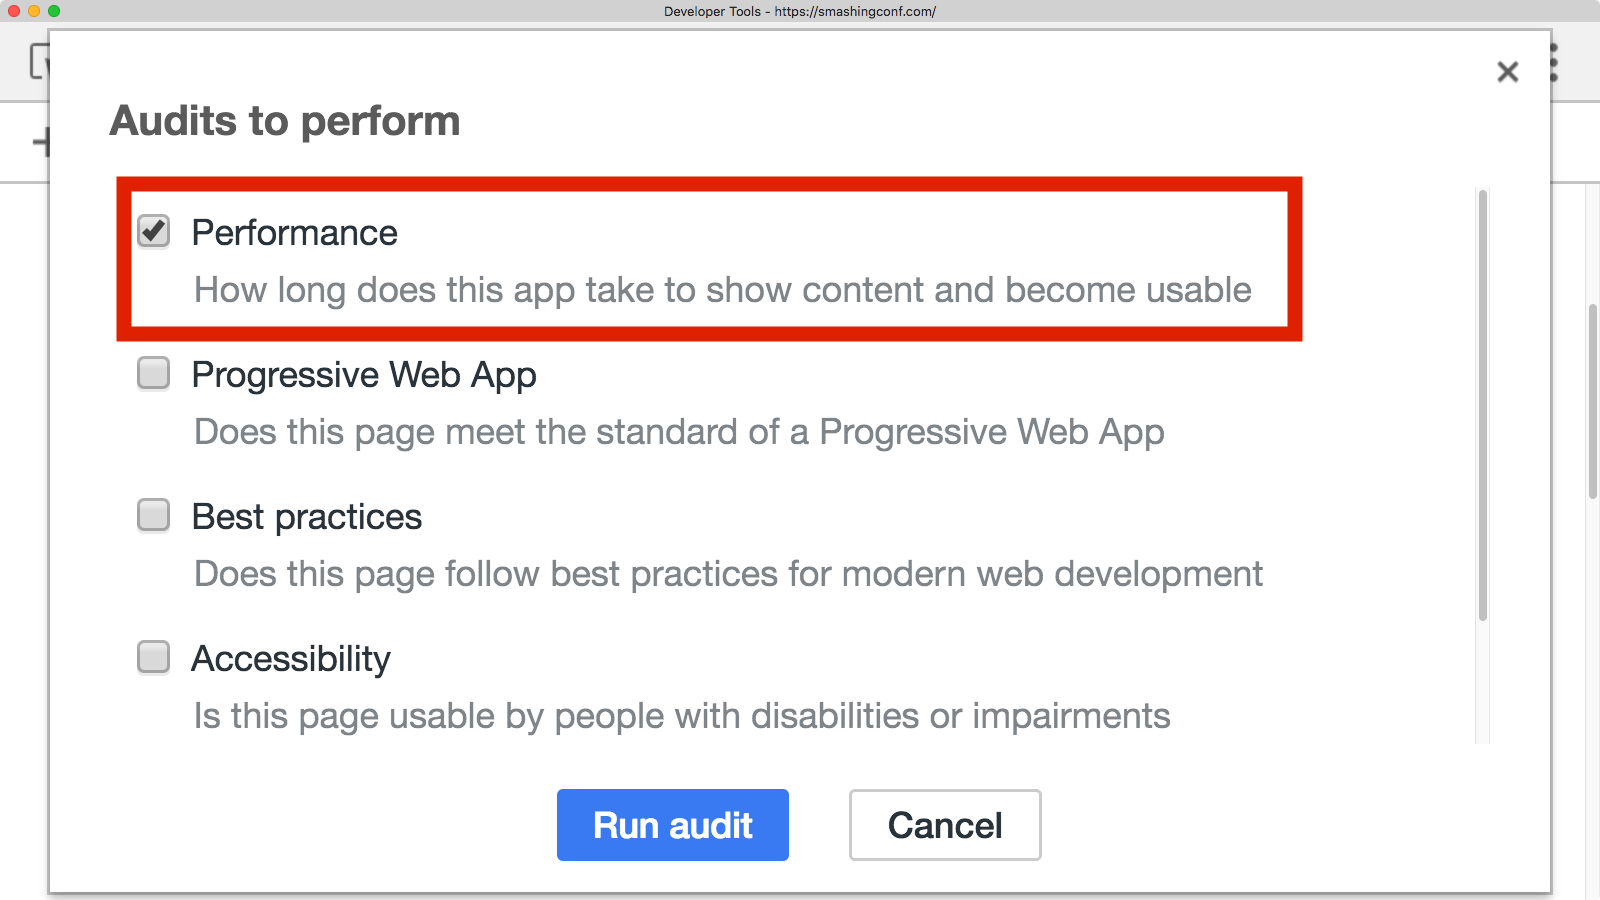 Developer Tools - https://smashingconf.com/
Audits to perform
Performance
How long does this app take to show content and become usable
Progressive Web App
Does this page meet the standard of a Progressive Web App
Best practices
Does this page follow best practices for modern web development
Accessibility
Is this page usable by people with disabilities or impairments
Run audit
Cancel